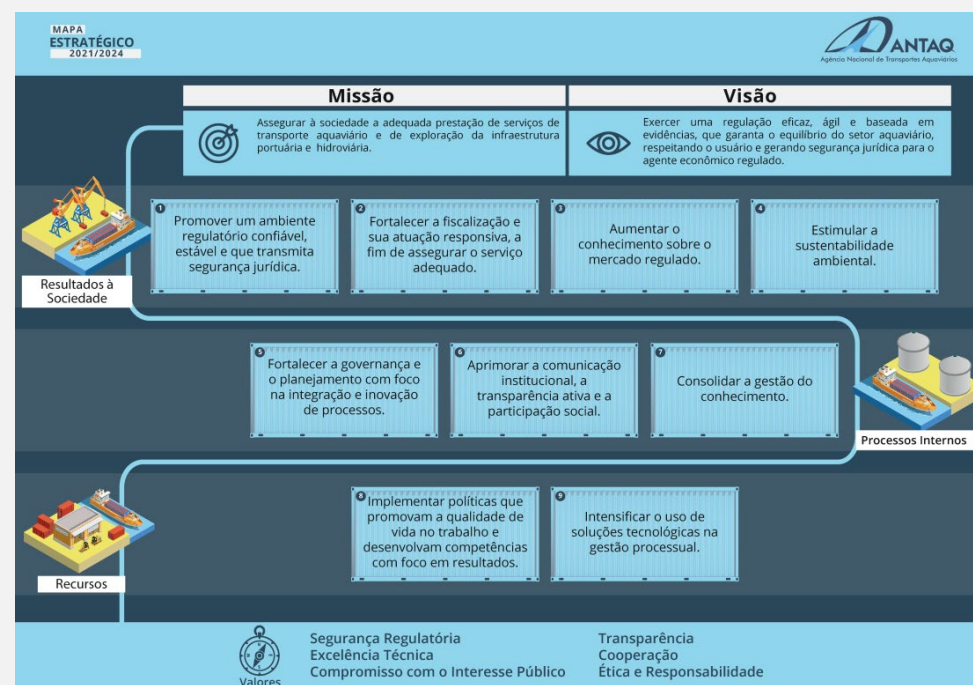 MAPA
ESTRATÉGICO
2021/2024
ANTAQ
Agência Nacional de Transportes Aquaviários
Missão
Assegurar à sociedade a adequada prestação de serviços de
transporte aquaviário e de exploração da infraestrutura
portuária e hidroviária.
Visão
Exercer uma regulação eficaz, ágil e baseada em
evidências, que garanta o equilíbrio do setor aquaviário,
respeitando o usuário e gerando segurança jurídica para o
agente econômico regulado.
Resultados à
Sociedade
1
Promover um ambiente
regulatório confiável,
estável e que transmita
segurança jurídica.
2
Fortalecer a fiscalização e
sua atuação responsiva, a
fim de assegurar o serviço
adequado.
3
Aumentar o
conhecimento sobre o
mercado regulado.
4
Estimular a
sustentabilidade
ambiental.
5
Fortalecer a governança e
o planejamento com foco
na integração e inovação
de processos.
6
Aprimorar a comunicação
institucional, a
transparência ativa e a
participação social.
7
Consolidar a gestão do
conhecimento.
Processos Internos
Recursos
8
Implementar políticas que
promovam a qualidade de
vida no trabalho e
desenvolvam competências
com foco em resultados.
9
Intensificar o uso de
soluções tecnológicas na
gestão processual.
Valores
Segurança Regulatória
Excelência Técnica
Compromisso com o Interesse Público
Transparência
Cooperação
Ética e Responsabilidade